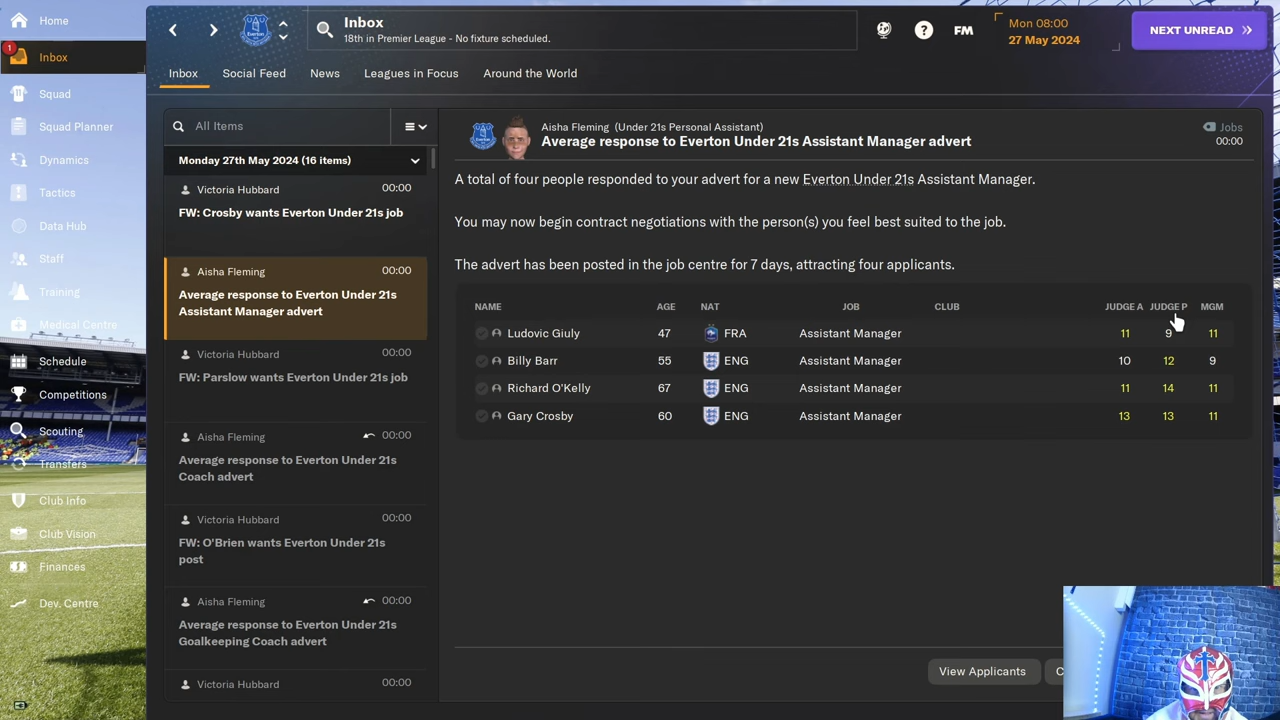 Home
1
Inbox
Squad
Squad Planner
Dynamics
Tactics
Data Hub
Staff
Training
Medical Centre
Schedule
Competitions
Scouting
Transfers
Club Info
Club Vision
Finances
Dev. Centre
Everton
Inbox
18th in Premier League - No fixture scheduled.
?
FM
Mon 08:00
27 May 2024
NEXT UNREAD
Inbox Social Feed News Leagues in Focus Around the World
All Items
Monday 27th May 2024 (16 items)
Victoria Hubbard 00:00
FW: Crosby wants Everton Under 21s job
Aisha Fleming 00:00
Average response to Everton Under 21s
Assistant Manager advert
Victoria Hubbard 00:00
FW: Parslow wants Everton Under 21s job
Aisha Fleming 00:00
Average response to Everton Under 21s
Coach advert
Victoria Hubbard 00:00
FW: O'Brien wants Everton Under 21s
post
Aisha Fleming 00:00
Average response to Everton Under 21s
Goalkeeping Coach advert
Victoria Hubbard 00:00
Aisha Fleming (Under 21s Personal Assistant) Jobs
Average response to Everton Under 21s Assistant Manager advert 00:00
A total of four people responded to your advert for a new Everton Under 21s Assistant Manager.
You may now begin contract negotiations with the person(s) you feel best suited to the job.
The advert has been posted in the job centre for 7 days, attracting four applicants.
NAME AGE NAT JOB CLUB JUDGE A JUDGE P MGM
Ludovic Giuly 47 FRA Assistant Manager 11 9 11
Billy Barr 55 ENG Assistant Manager 10 12 9
Richard O'Kelly 67 ENG Assistant Manager 11 14 11
Gary Crosby 60 ENG Assistant Manager 13 13 11
View Applicants